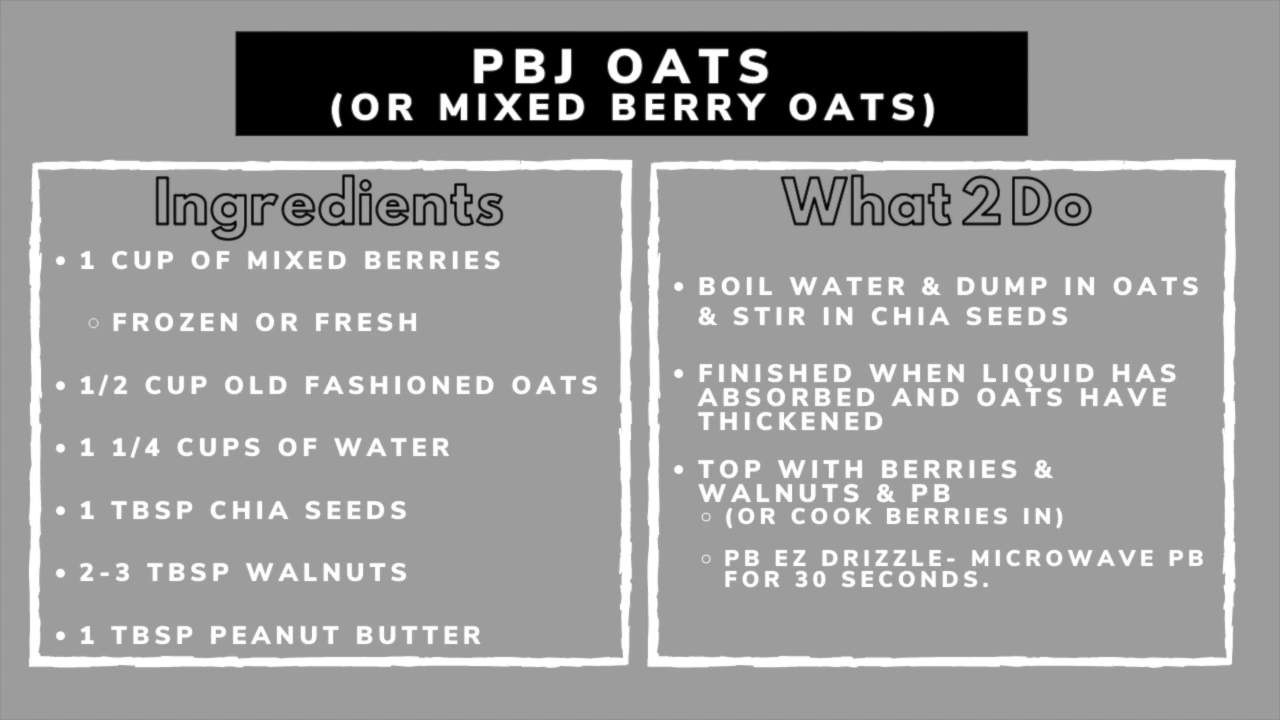 PBJ OATS
(OR MIXED BERRY OATS)
Ingredients
• 1 CUP OF MIXED BERRIES
○ FROZEN OR FRESH
• 1/2 CUP OLD FASHIONED OATS
• 1 1/4 CUPS OF WATER
• 1 TBSP CHIA SEEDS
• 2-3 TBSP WALNUTS
• 1 TBSP PEANUT BUTTER
What 2 Do
• BOIL WATER & DUMP IN OATS
& STIR IN CHIA SEEDS
• FINISHED WHEN LIQUID HAS
ABSORBED AND OATS HAVE
THICKENED
• TOP WITH BERRIES &
WALNUTS & PB
○ (OR COOK BERRIES IN)
○ PB EZ DRIZZLE- MICROWAVE PB
FOR 30 SECONDS.